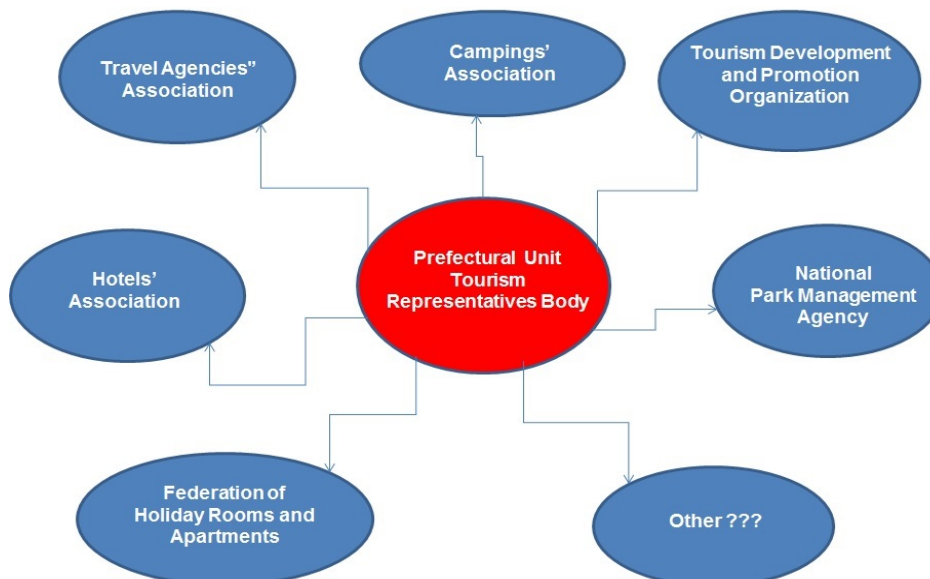 Travel Agencies"
Association
Campings'
Association
Tourism Development
and Promotion
Organization
Hotels'
Association
Prefectural Unit
Tourism
Representatives Body
National
Park Management
Agency
Federation of
Holiday Rooms and
Apartments
Other ???